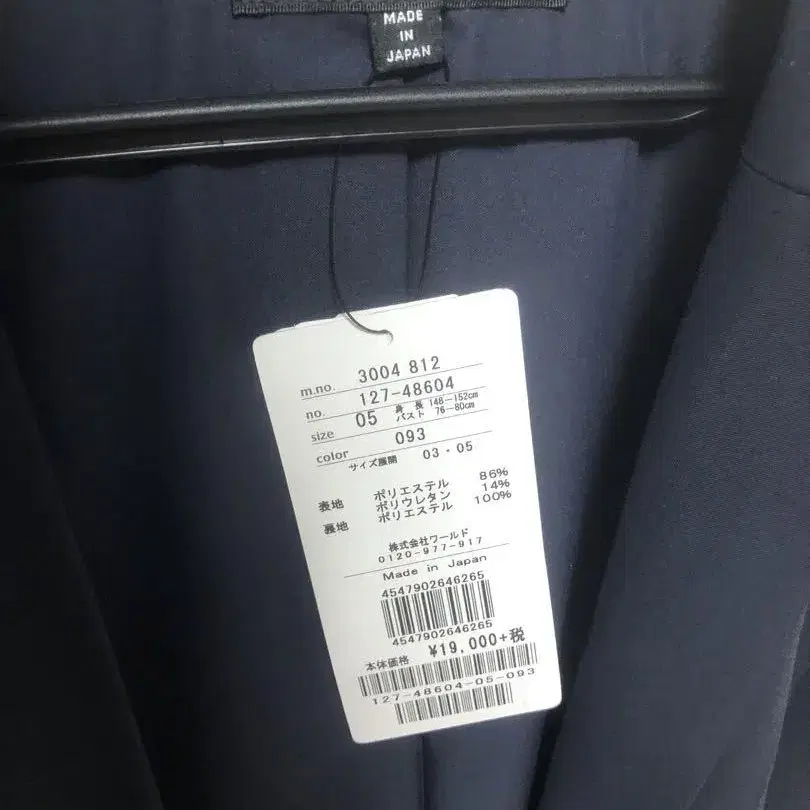 MADE
IN
JAPAN
m.no. 3004 812
no. 127-48604
size 05 身長 148-152cm
バスト 76-80cm
color 093
サイズ展開 03・05
表地 ポリエステル 86%
ポリウレタン 14%
裏地 ポリエステル 100%
株式会社ワールド
0120-977-917
Made in Japan
4547902646265
4547902646265
本体価格 ¥19,000+税
127-48604-05-093